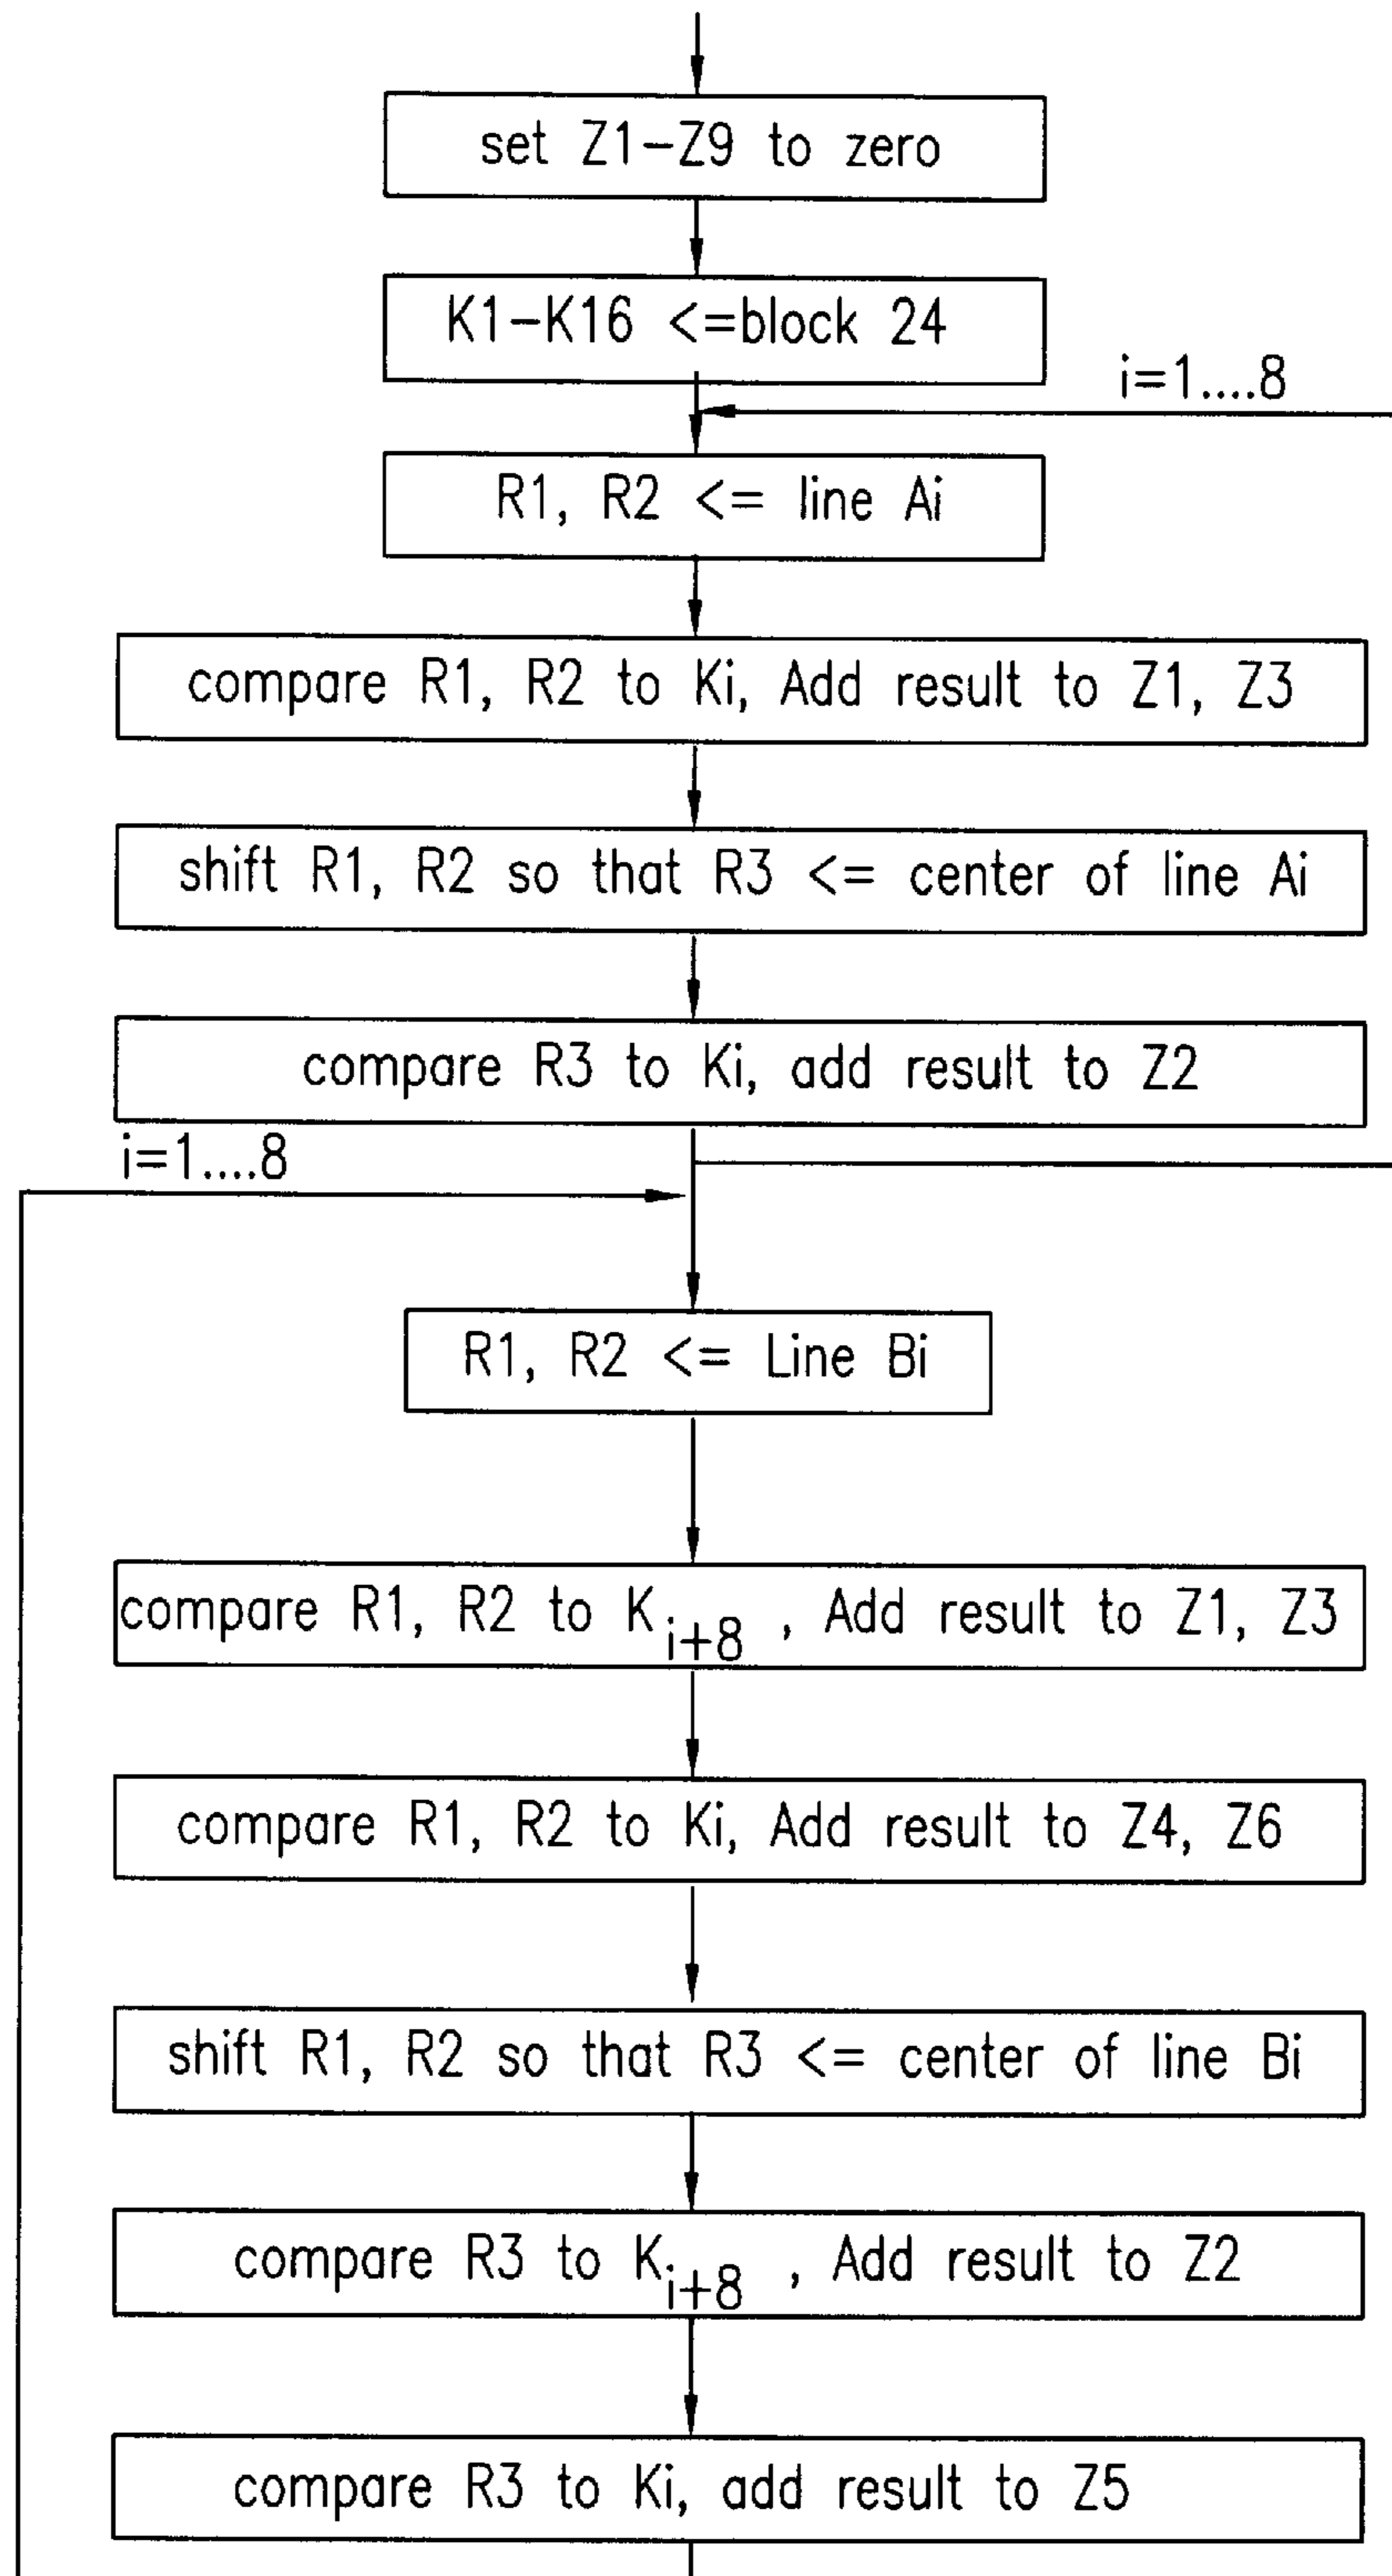 set Z1-Z9 to zero
K1-K16 <=block 24
i=1....8
R1, R2 <= line Ai
compare R1, R2 to Ki, Add result to Z1, Z3
shift R1, R2 so that R3 <= center of line Ai
compare R3 to Ki, add result to Z2
i=1....8
R1, R2 <= Line Bi
compare R1, R2 to K i+8 , Add result to Z1, Z3
compare R1, R2 to Ki, Add result to Z4, Z6
shift R1, R2 so that R3 <= center of line Bi
compare R3 to K i+8 , Add result to Z2
compare R3 to Ki, add result to Z5